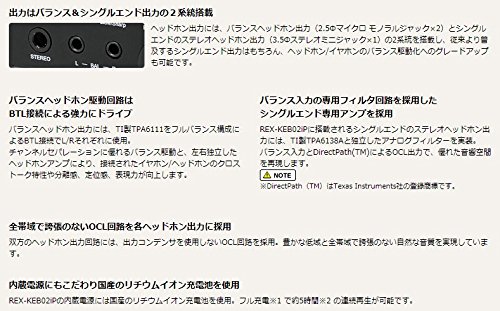 出力はバランス＆シングルエンド出力の２系統搭載
ヘッドホン出力には、バランスヘッドホン出力（2.5Φマイクロ モノラルジャック×2）とシングル
エンドのステレオヘッドホン出力（3.5Φステレオミニジャック×1）の2系統を搭載し、従来より普
及するシングルエンド出力はもちろん、ヘッドホン/イヤホンのバランス駆動化へのグレードアップ
も可能です。
STEREO
L
BAL
R
バランスヘッドホン駆動回路は
BTL接続による強力にドライブ
バランスヘッドホン出力には、TI製TPA6111をフルバランス構成に
よるBTL接続でL/Rそれぞれに使用。
チャンネルセパレーションに優れるバランス駆動と、左右独立した
ヘッドホンアンプにより、接続されたイヤホン/ヘッドホンのクロス
トーク特性や分離感、定位感、表現力が向上します。
バランス入力の専用フィルタ回路を採用した
シングルエンド専用アンプを採用
REX-KEB02iPに搭載されるシングルエンドのステレオヘッドホン出
力には、TI製TPA6138Aと独立したアナログフィルターを実装。
バランス入力とDirectPath(TM)によるOCL出力で、優れた音響空間
を再現します。
NOTE
※DirectPath（TM）はTexas Instruments社の登録商標です。
全帯域で誇張のないOCL回路を各ヘッドホン出力に採用
双方のヘッドホン出力回路には、出力コンデンサを使用しないOCL回路を採用。豊かな低域と全帯域で誇張のない自然な音質を実現していま
す。
内蔵電源にもこだわり国産のリチウムイオン充電池を使用
REX-KEB02iPの内蔵電源には国産のリチウムイオン充電池を使用。フル充電※1 で約5時間※2 の連続再生が可能です。